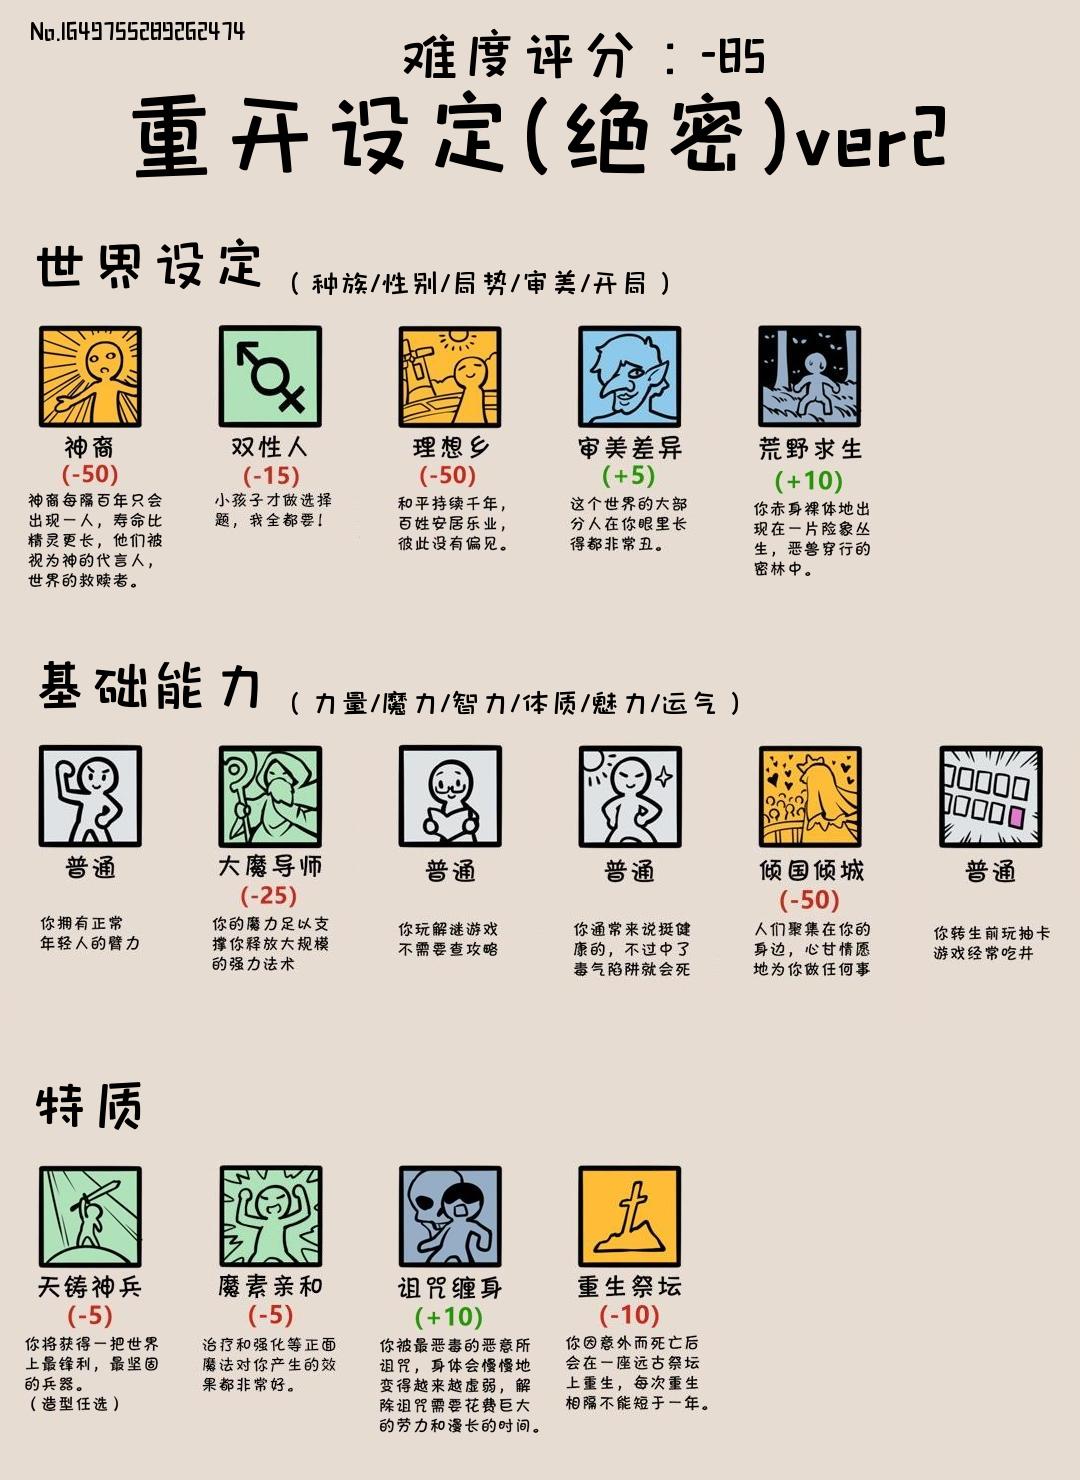 No.1649755289262474
难度评分：-85
重开设定(绝密)ver2
世界设定 （种族/性别/局势/审美/开局）
神裔
(-50)
神裔每隔百年只会
出现一人，寿命比
精灵更长，他们被
视为神的代言人，
世界的救赎者。
双性人
(-15)
小孩子才做选择
题，我全都要！
理想乡
(-50)
和平持续千年，
百姓安居乐业，
彼此没有偏见。
审美差异
(+5)
这个世界的大部
分人在你眼里长
得都非常丑。
荒野求生
(+10)
你赤身裸体地出
现在一片险象丛
生，恶兽穿行的
密林中。
基础能力 （力量/魔力/智力/体质/魅力/运气）
普通
你拥有正常
年轻人的臂力
大魔导师
(-25)
你的魔力足以支
撑你释放大规模
的强力法术
普通
你玩解谜游戏
不需要查攻略
普通
你通常来说挺健
康的，不过中了
毒气陷阱就会死
倾国倾城
(-50)
人们聚集在你的
身边，心甘情愿
地为你做任何事
普通
你转生前玩抽卡
游戏经常吃井
特质
天铸神兵
(-5)
你将获得一把世界
上最锋利，最坚固
的兵器。
（造型任选）
魔素亲和
(-5)
治疗和强化等正面
魔法对你产生的效
果都非常好。
诅咒缠身
(+10)
你被最恶毒的恶意所
诅咒，身体会慢慢地
变得越来越虚弱，解
除诅咒需要花费巨大
的劳力和漫长的时间。
重生祭坛
(-10)
你因意外而死亡后
会在一座远古祭坛
上重生，每次重生
相隔不能短于一年。